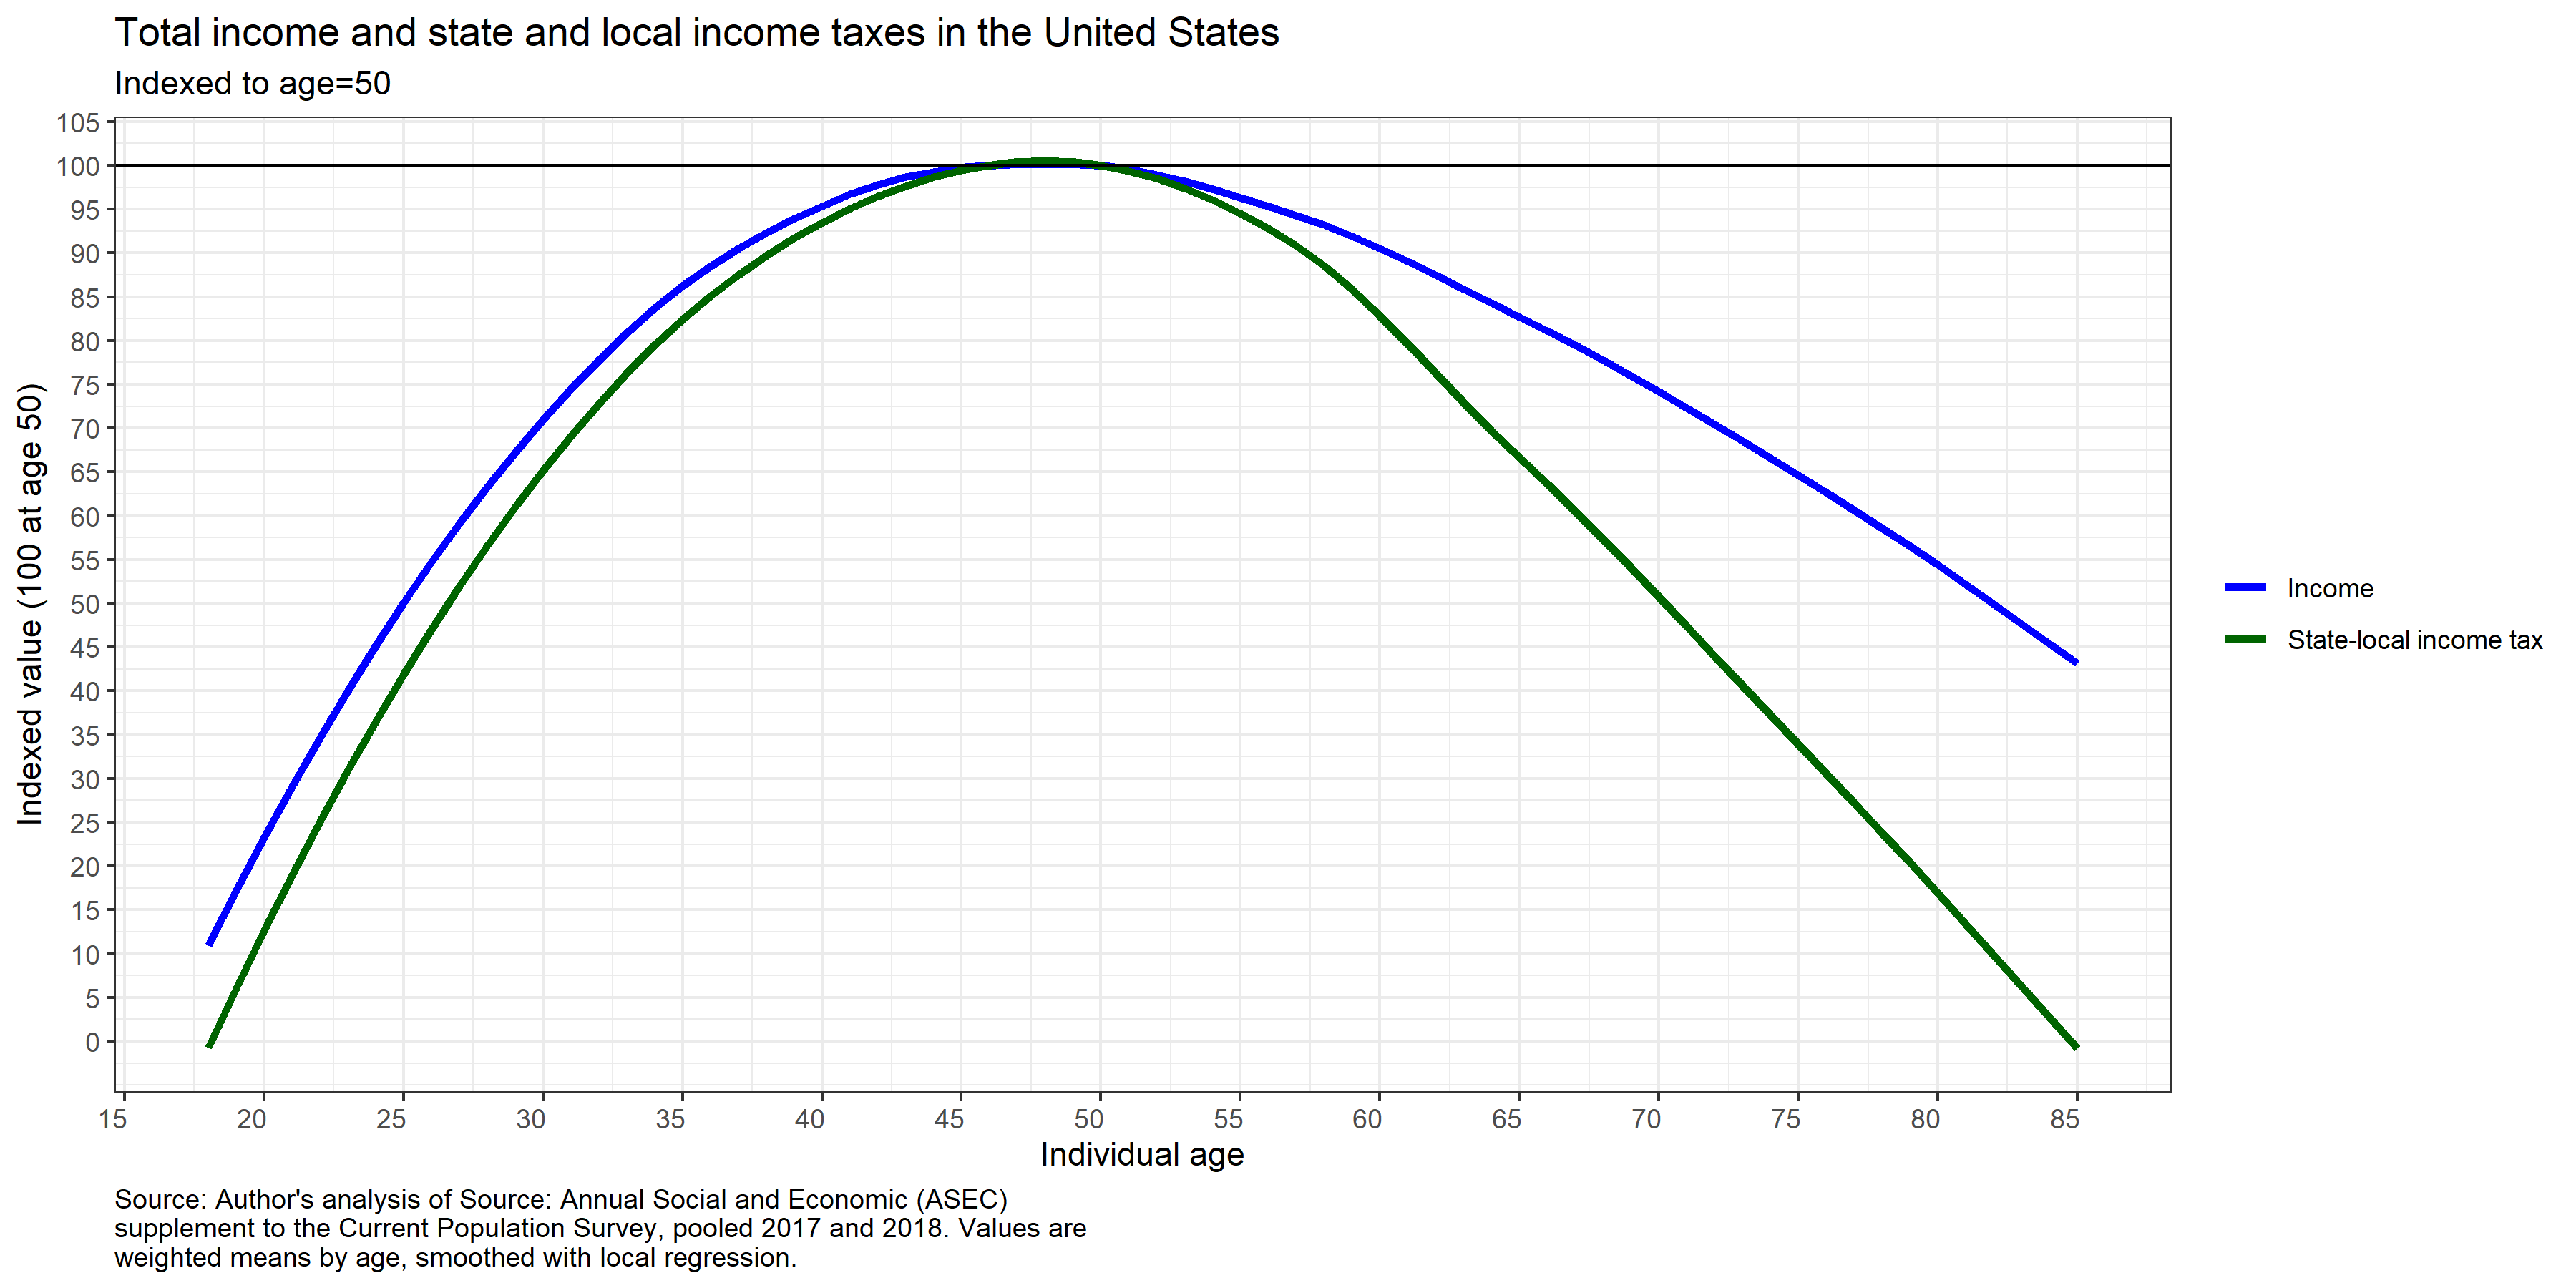 Total income and state and local income taxes in the United States
Indexed to age=50
105
100
95
90
85
80
75
70
65
60
55
50
45
40
35
30
25
20
15
10
5
0
Indexed value (100 at age 50)
15 20 25 30 35 40 45 50 55 60 65 70 75 80 85
Individual age
Income
State-local income tax
Source: Author's analysis of Source: Annual Social and Economic (ASEC)
supplement to the Current Population Survey, pooled 2017 and 2018. Values are
weighted means by age, smoothed with local regression.